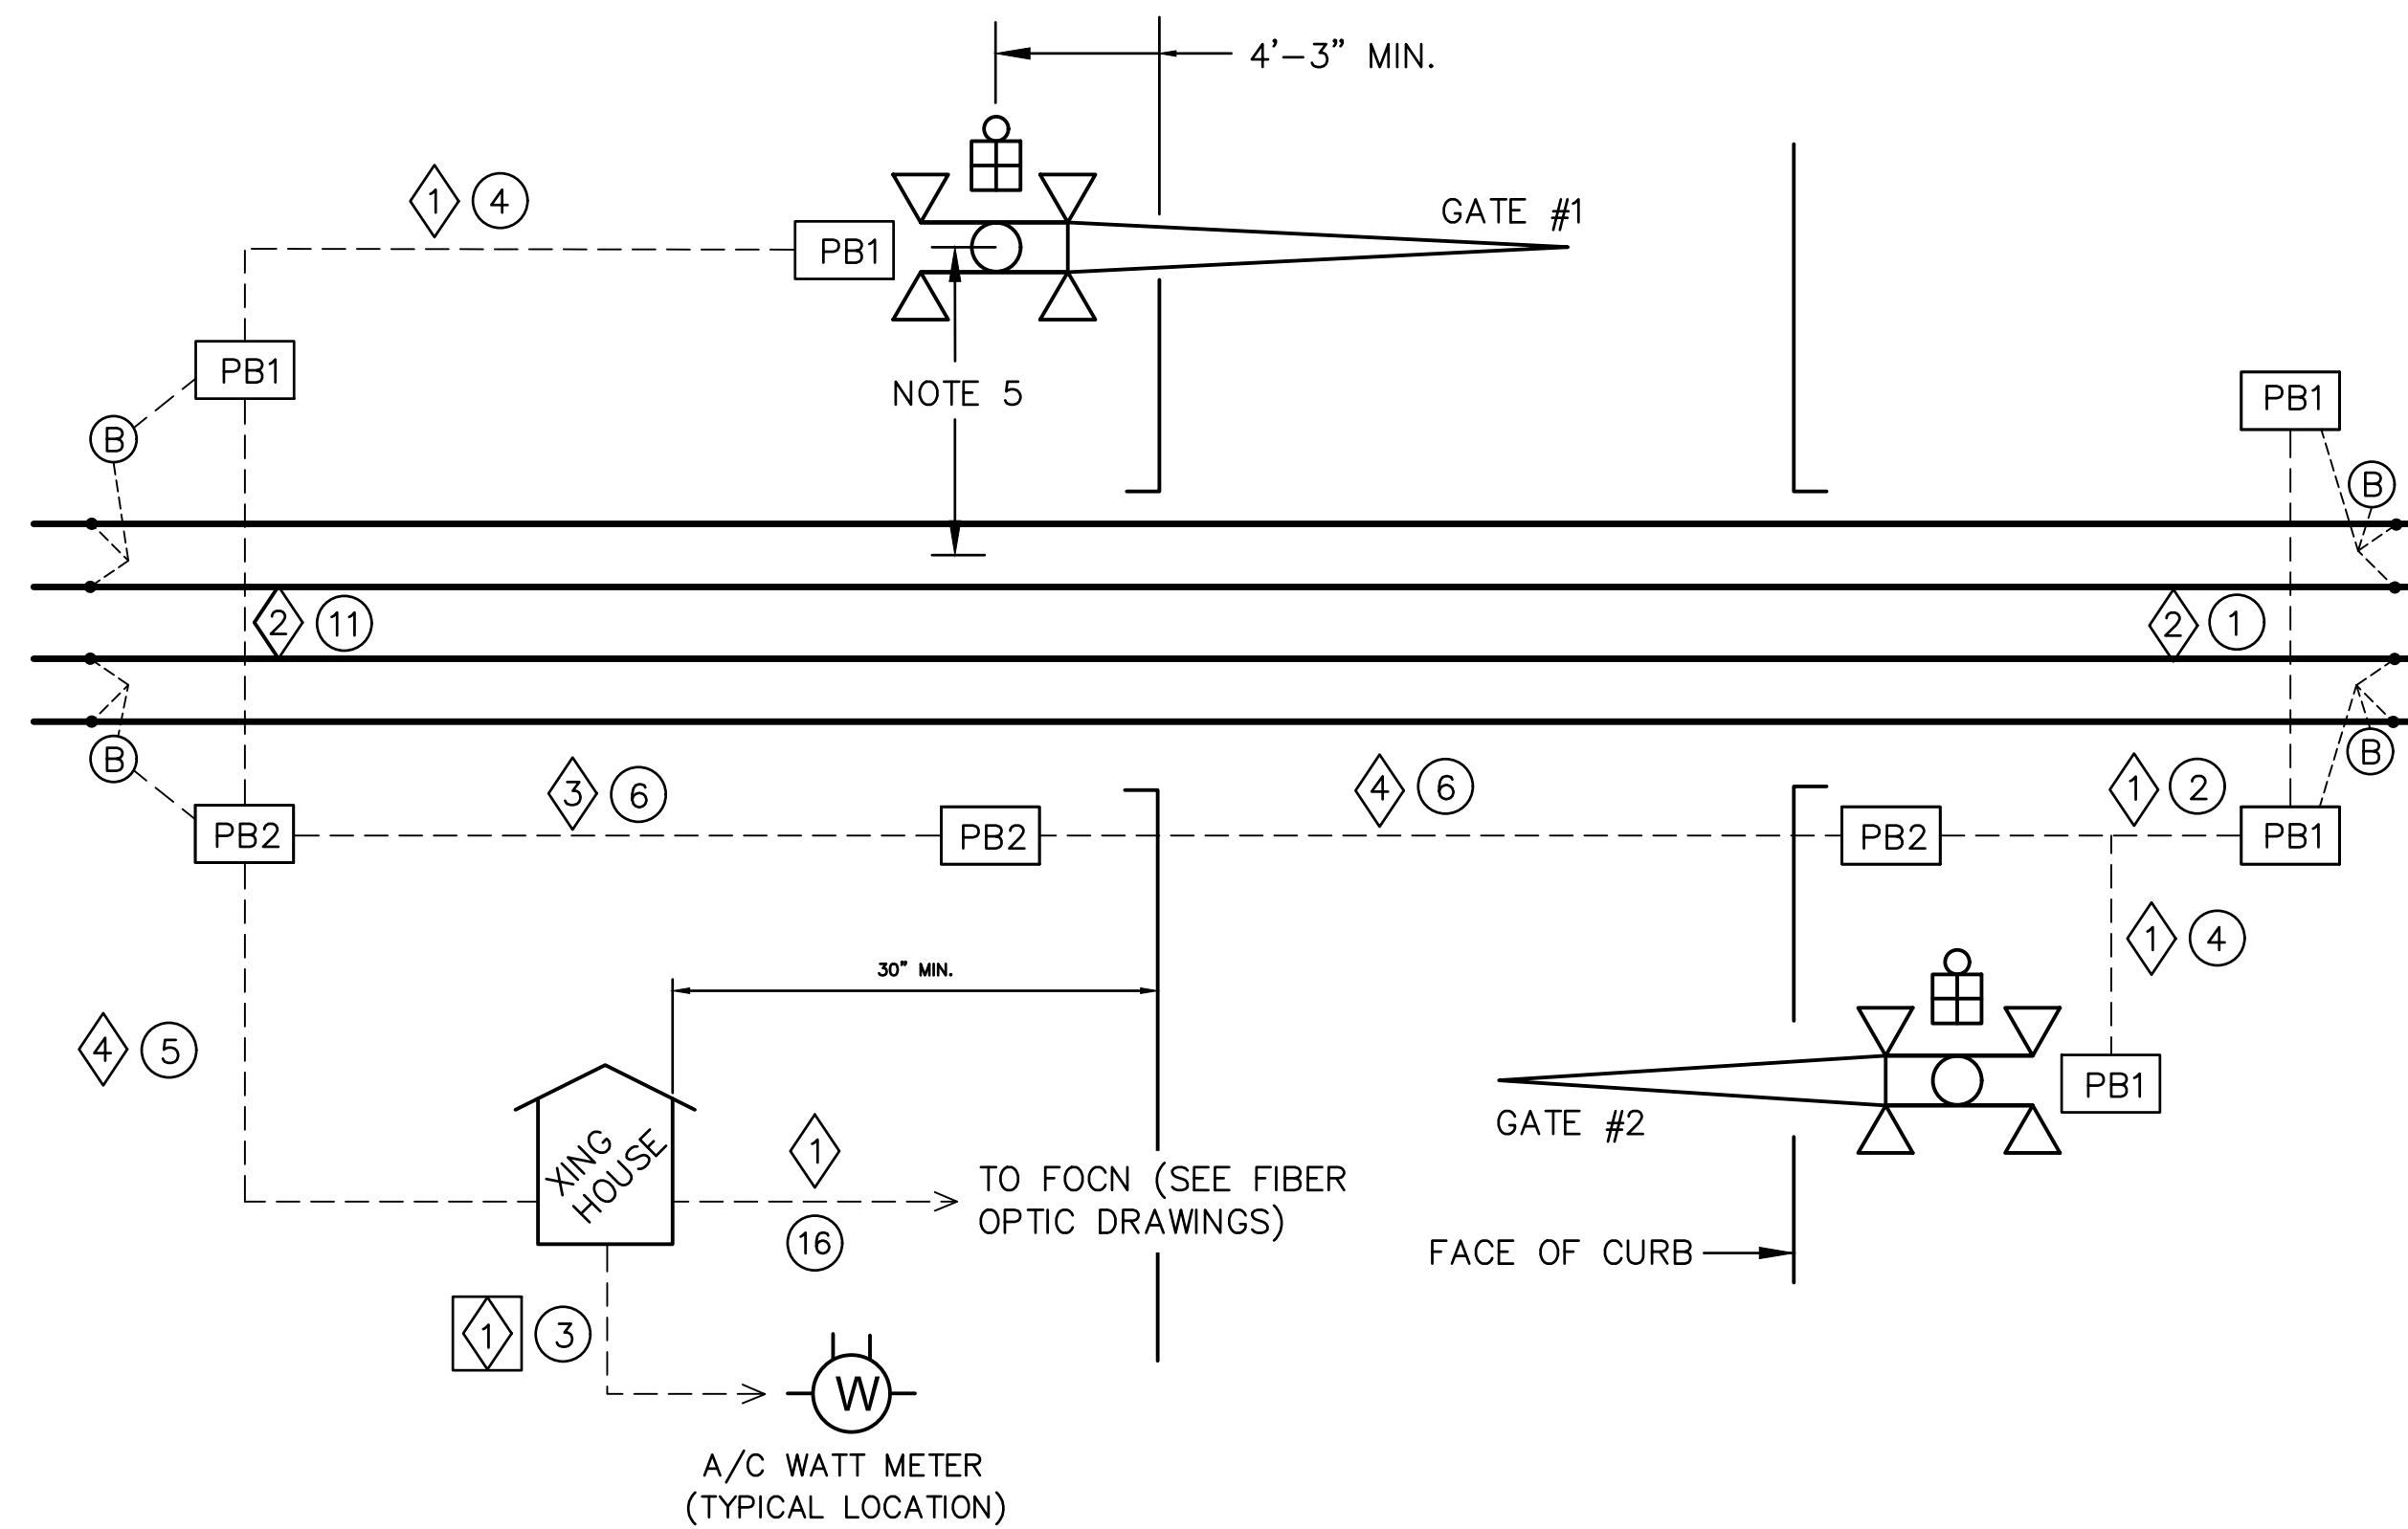 4'-3" MIN.
1 4
GATE #1
PB1
PB1
PB1
NOTE 5
B
B
2 11
2 1
B
B
3 6
4 6
1 2
PB2
PB2
PB2
PB1
1 4
30" MIN.
4 5
PB1
GATE #2
XING
HOUSE
1
TO FOCN (SEE FIBER
OPTIC DRAWINGS)
16
FACE OF CURB
1 3
W
A/C WATT METER
(TYPICAL LOCATION)